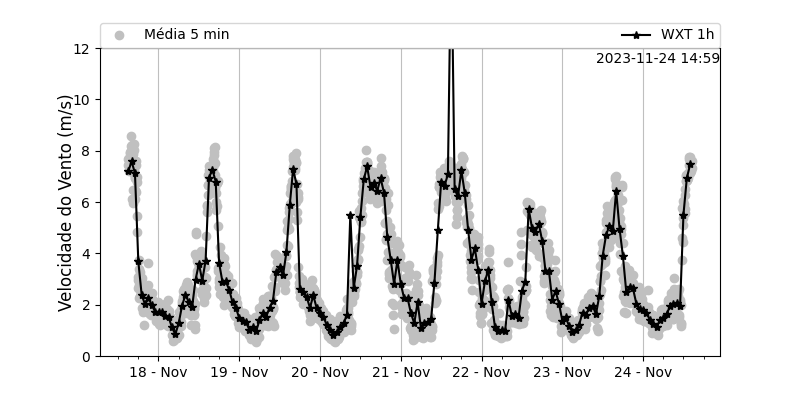 Média 5 min
WXT 1h
2023-11-24 14:59
Velocidade do Vento (m/s)
12
10
8
6
4
2
0
18 - Nov
19 - Nov
20 - Nov
21 - Nov
22 - Nov
23 - Nov
24 - Nov